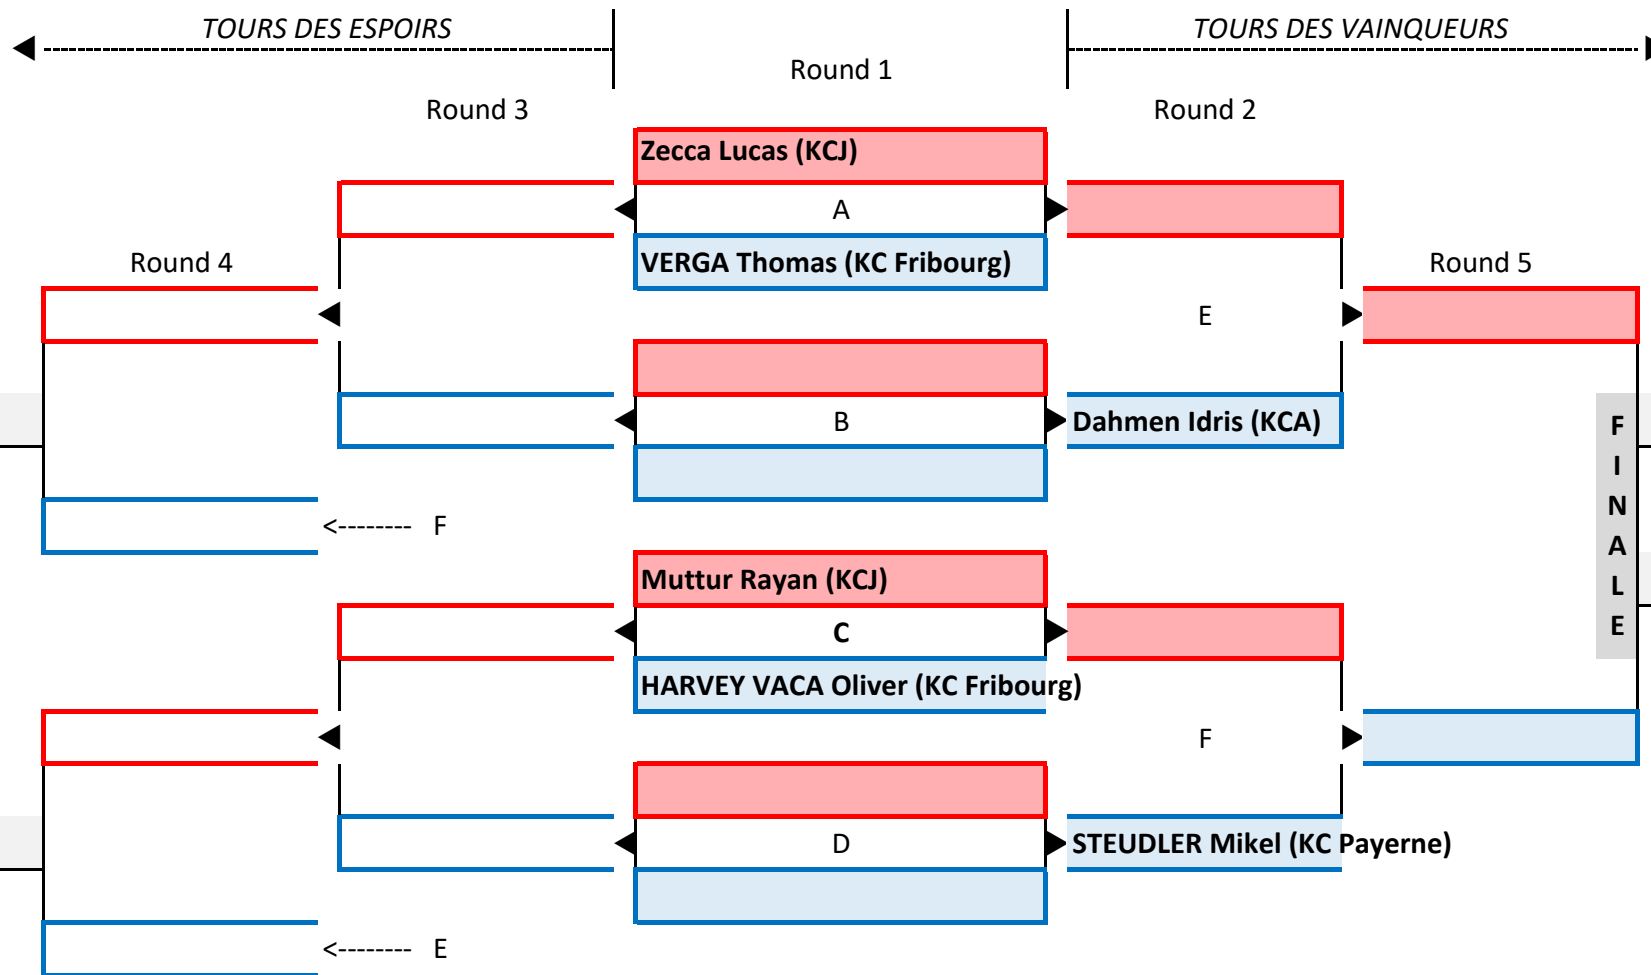 TOURS DES ESPOIRS
TOURS DES VAINQUEURS
Round 1
Round 3
Round 2
Zecca Lucas (KCJ)
A
VERGA Thomas (KC Fribourg)
Round 4
Round 5
E
B
Dahmen Idris (KCA)
F
I
N
A
L
E
<-------- F
Muttur Rayan (KCJ)
C
HARVEY VACA Oliver (KC Fribourg)
F
D
STEUDLER Mikel (KC Payerne)
<-------- E